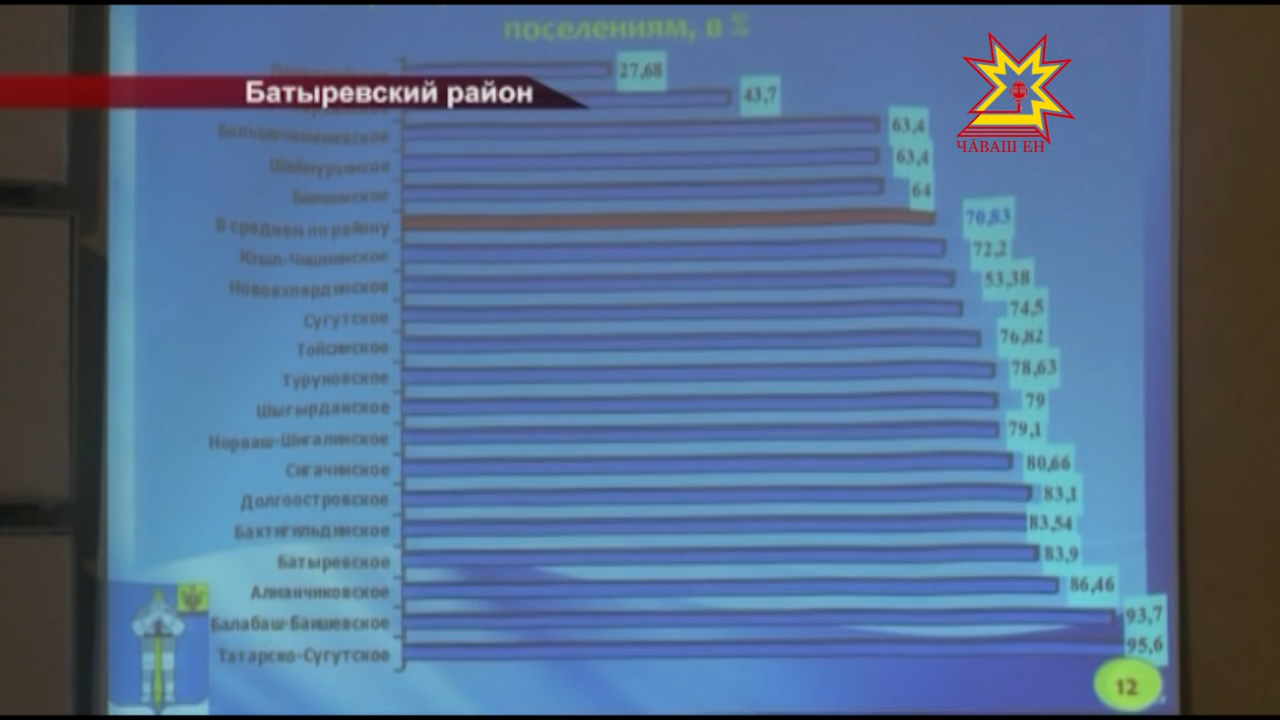 поселениям, в %
27,68
Батыревский район
43,7
ЧӐВАШ ЕН
Большечеменевское 63,4
Шаймурзинское 63,4
Бикшикское 64
В среднем по району 70,83
Кзыл-Чишминское 72,2
Новоахпердинское 53,38
Сугутское 74,5
Тойсинское 76,82
Туруновское 78,63
Шыгырданское 79
Норваш-Шигалинское 79,1
Сигачинское 80,66
Долгоостровское 83,1
Бахтигильдинское 83,54
Батыревское 83,9
Алманчиковское 86,46
Балабаш-Баишевское 93,7
Татарско-Сугутское 95,6
12